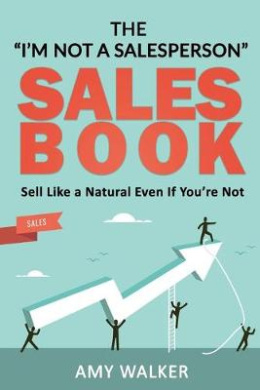 THE
"I'M NOT A SALESPERSON"
SALES
BOOK
Sell Like a Natural Even If You're Not
SALES
AMY WALKER